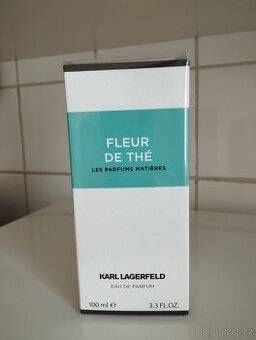 FLEUR
DE THÉ
LES PARFUMS MATIÈRES
KARL LAGERFELD
EAU DE PARFUM
100 ml ℮ 3.3 FL.OZ.